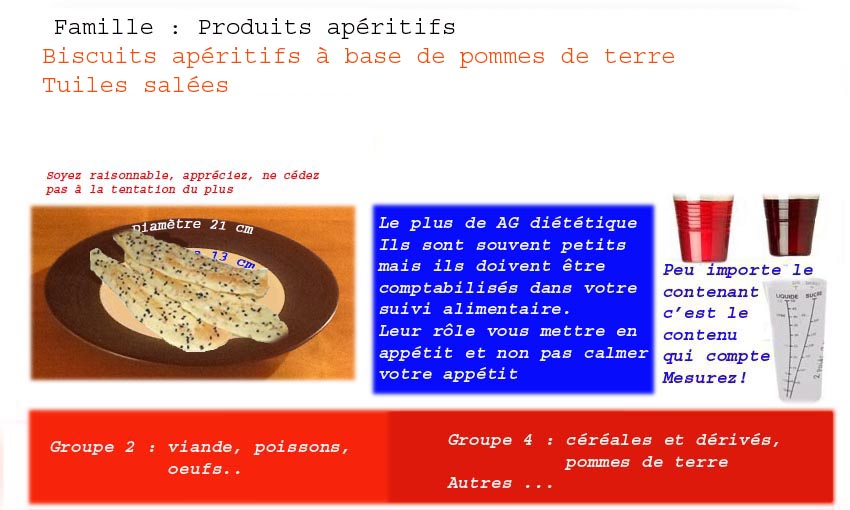 Famille : Produits apéritifs
Biscuits apéritifs à base de pommes de terre
Tuiles salées
Soyez raisonnable, appréciez, ne cédez
pas à la tentation du plus
Diamètre 21 cm
13 cm
Le plus de AG diététique
Ils sont souvent petits
mais ils doivent être
comptabilisés dans votre
suivi alimentaire.
Leur rôle vous mettre en
appétit et non pas calmer
votre appétit
Peu importe le
contenant
c’est le
contenu
qui compte
Mesurez!
LIQUIDE SUCRE
Groupe 2 : viande, poissons,
oeufs..
Groupe 4 : céréales et dérivés,
pommes de terre
Autres ...